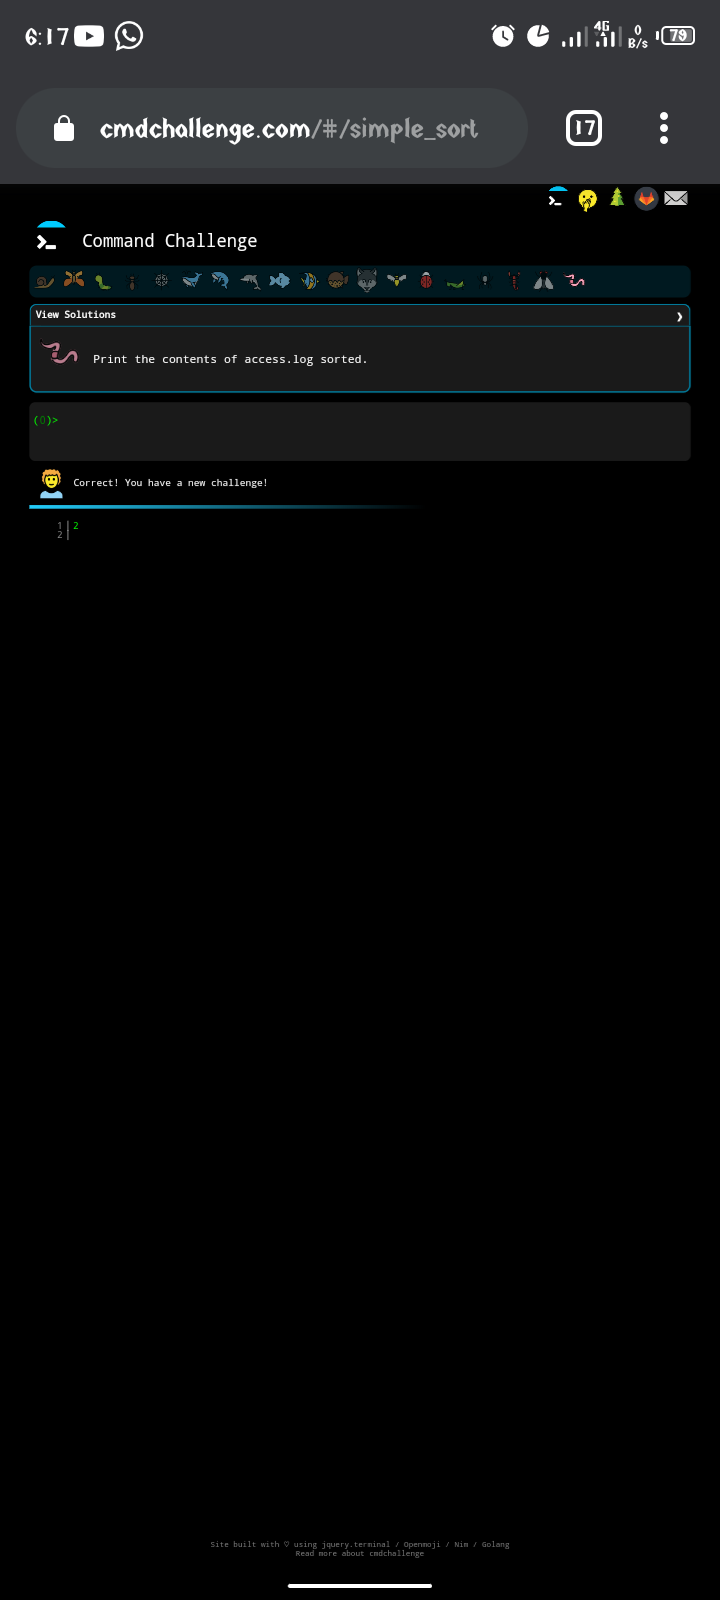 6:17
4G
0
B/s
79
cmdchallenge.com/#/simple_sort
17
Command Challenge
View Solutions
Print the contents of access.log sorted.
(0)>
Correct! You have a new challenge!
1| 2
2|
Site built with ♡ using jquery.terminal / Openmoji / Nim / Golang
Read more about cmdchallenge